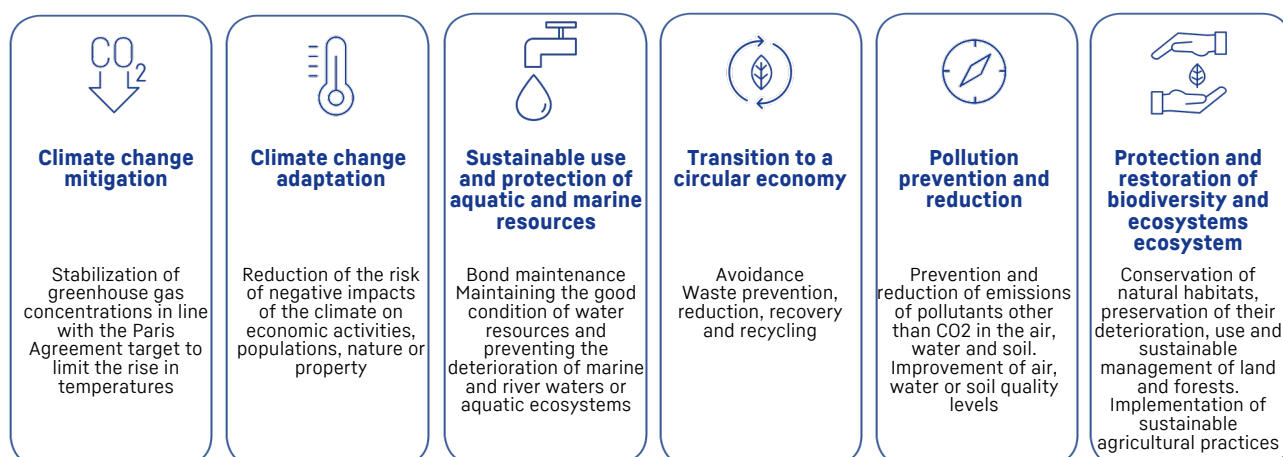 CO2
Climate change
mitigation
Stabilization of
greenhouse gas
concentrations in line
with the Paris
Agreement target to
limit the rise in
temperatures
Climate change
adaptation
Reduction of the risk
of negative impacts
of the climate on
economic activities,
populations, nature or
property
Sustainable use
and protection of
aquatic and marine
resources
Bond maintenance
Maintaining the good
condition of water
resources and
preventing the
deterioration of marine
and river waters or
aquatic ecosystems
Transition to a
circular economy
Avoidance
Waste prevention,
reduction, recovery
and recycling
Pollution
prevention and
reduction
Prevention and
reduction of emissions
of pollutants other
than CO2 in the air,
water and soil.
Improvement of air,
water or soil quality
levels
Protection and
restoration of
biodiversity and
ecosystems
ecosystem
Conservation of
natural habitats,
preservation of their
deterioration, use and
sustainable
management of land
and forests.
Implementation of
sustainable
agricultural practices